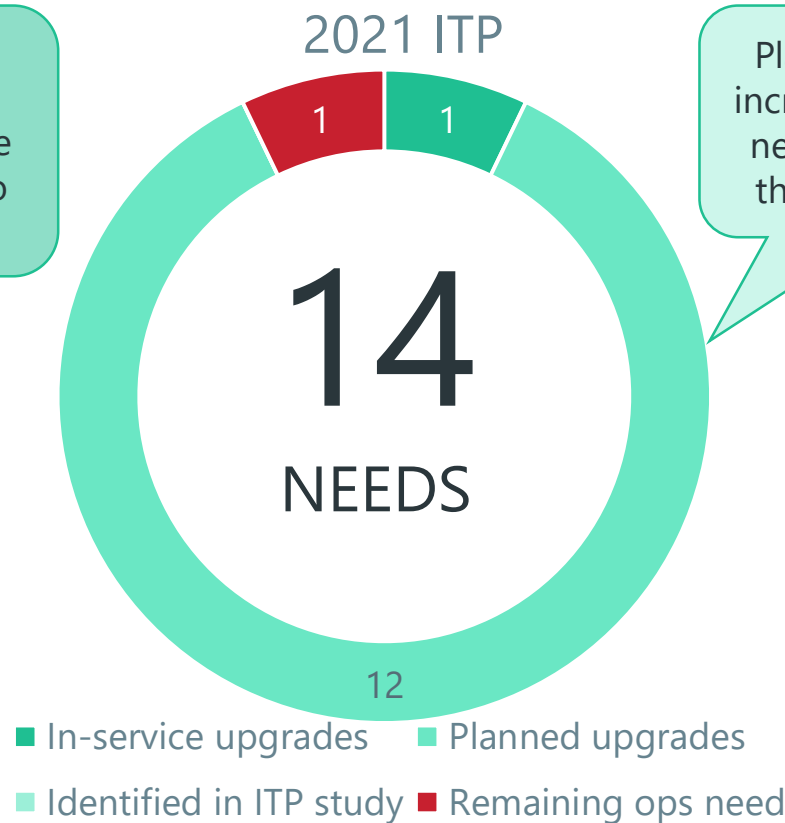 2021 ITP
1
1
14
NEEDS
12
In-service upgrades
Planned upgrades
Identified in ITP study
Remaining ops need